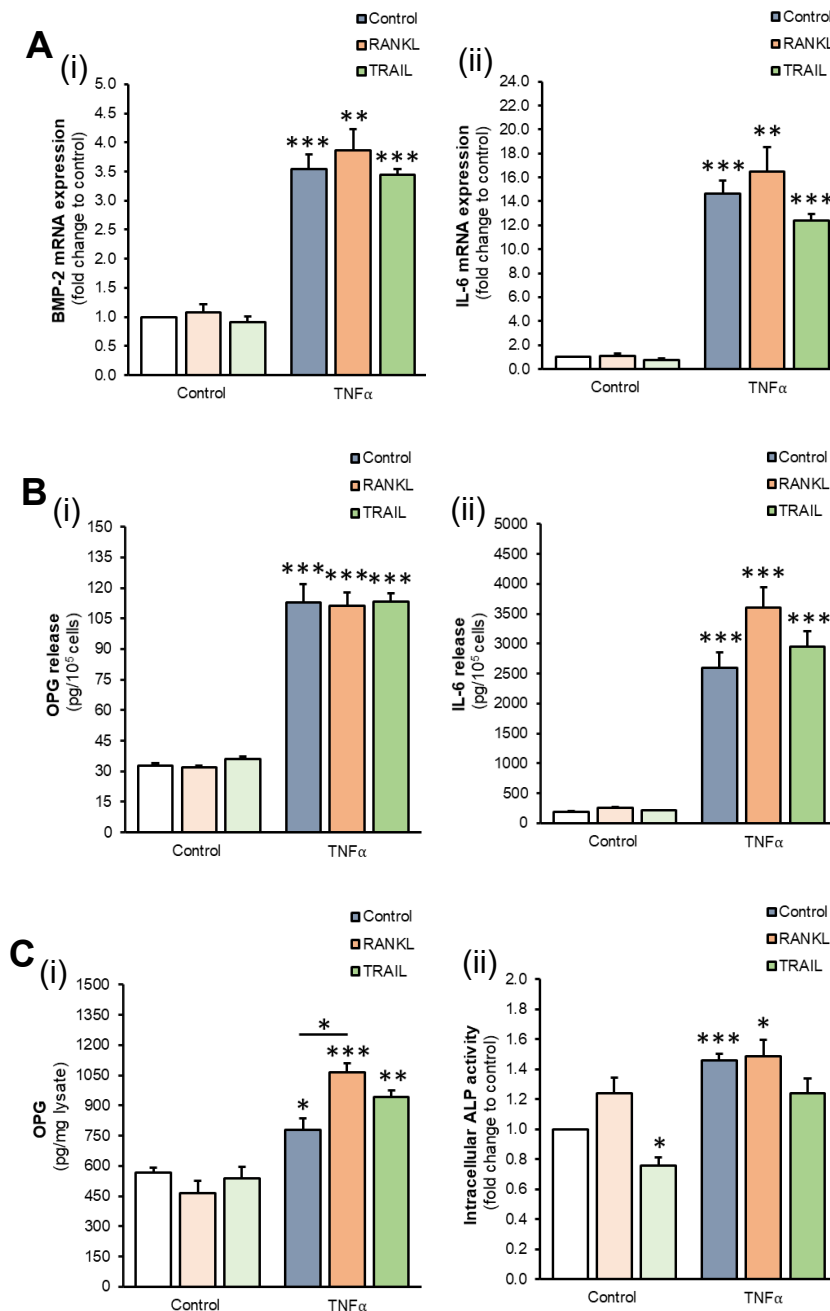 A
(i)
Control
RANKL
TRAIL
BMP-2 mRNA expression
(fold change to control)
5.0
4.5
4.0
3.5
3.0
2.5
2.0
1.5
1.0
0.5
0.0
***
**
***
Control
TNFα
(ii)
Control
RANKL
TRAIL
IL-6 mRNA expression
(fold change to control)
24.0
22.0
20.0
18.0
16.0
14.0
12.0
10.0
8.0
6.0
4.0
2.0
0.0
***
**
***
Control
TNFα
B
(i)
Control
RANKL
TRAIL
OPG release
(pg/10⁵ cells)
150
135
120
105
90
75
60
45
30
15
0
***
***
***
Control
TNFα
(ii)
Control
RANKL
TRAIL
IL-6 release
(pg/10⁵ cells)
5000
4500
4000
3500
3000
2500
2000
1500
1000
500
0
***
***
***
Control
TNFα
C
(i)
Control
RANKL
TRAIL
OPG
(pg/mg lysate)
1500
1350
1200
1050
900
750
600
450
300
150
0
*
*
***
**
Control
TNFα
(ii)
Control
RANKL
TRAIL
Intracellular ALP activity
(fold change to control)
2.0
1.8
1.6
1.4
1.2
1.0
0.8
0.6
0.4
0.2
0.0
*
***
*
Control
TNFα